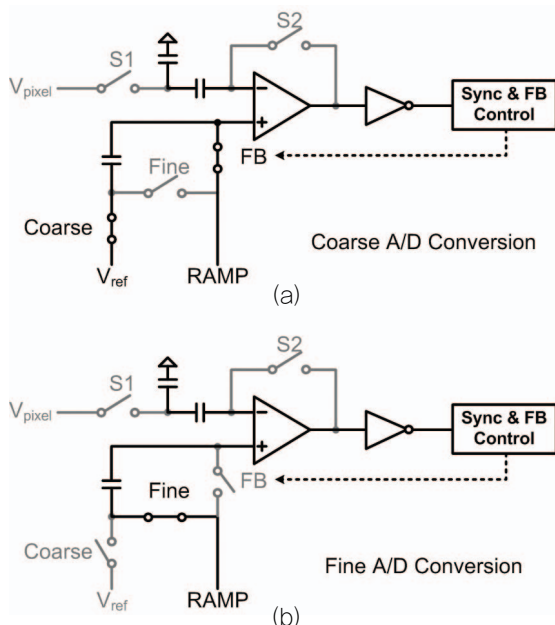 S1
S2
V_pixel
−
+
Sync & FB
Control
FB
Fine
Coarse
V_ref
RAMP
Coarse A/D Conversion
(a)
S1
S2
V_pixel
−
+
Sync & FB
Control
FB
Fine
Coarse
V_ref
RAMP
Fine A/D Conversion
(b)